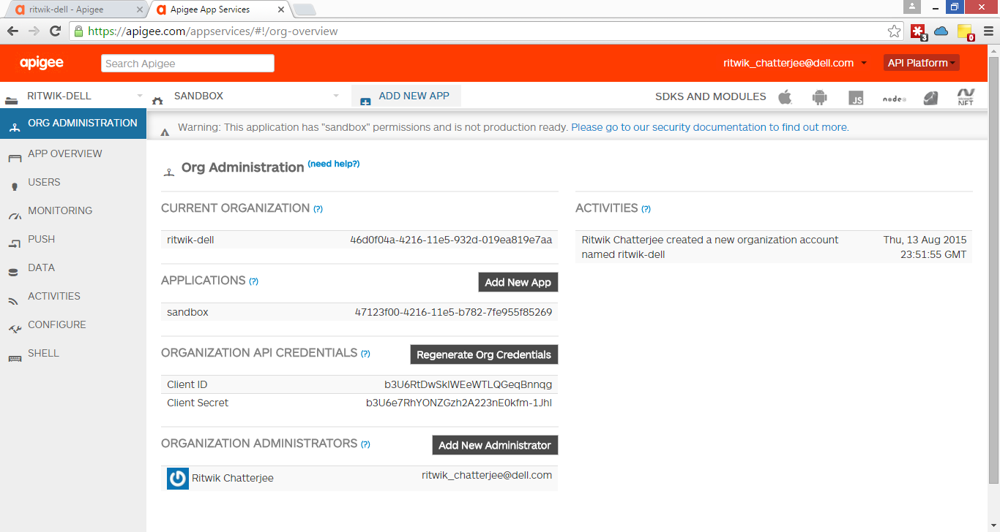 ritwik-dell - Apigee
Apigee App Services
https://apigee.com/appservices/#!/org-overview
3
0
apigee
Search Apigee
ritwik_chatterjee@dell.com
API Platform
RITWIK-DELL
SANDBOX
ADD NEW APP
SDKS AND MODULES
JS
node
NET
ORG ADMINISTRATION
Warning: This application has "sandbox" permissions and is not production ready. Please go to our security documentation to find out more.
APP OVERVIEW
USERS
MONITORING
PUSH
DATA
ACTIVITIES
CONFIGURE
SHELL
Org Administration (need help?)
CURRENT ORGANIZATION (?)
ritwik-dell 46d0f04a-4216-11e5-932d-019ea819e7aa
APPLICATIONS (?)
Add New App
sandbox 47123f00-4216-11e5-b782-7fe955f85269
ORGANIZATION API CREDENTIALS (?)
Regenerate Org Credentials
Client ID b3U6RtDwSklWEeWTLQGeqBnnqg
Client Secret b3U6e7RhYONZGzh2A223nE0kfm-1JhI
ORGANIZATION ADMINISTRATORS (?)
Add New Administrator
Ritwik Chatterjee ritwik_chatterjee@dell.com
ACTIVITIES (?)
Ritwik Chatterjee created a new organization account Thu, 13 Aug 2015
named ritwik-dell 23:51:55 GMT